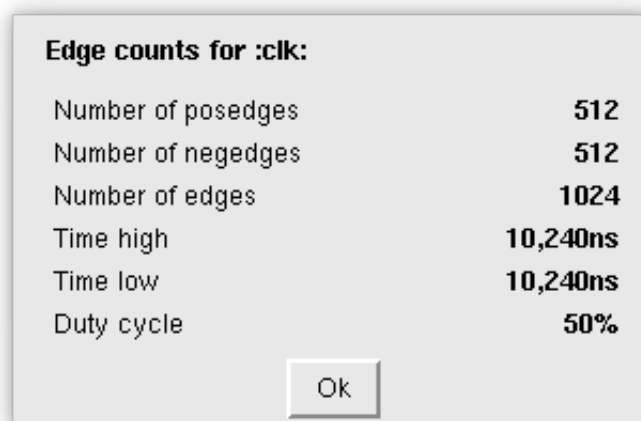 Edge counts for :clk:
Number of posedges 512
Number of negedges 512
Number of edges 1024
Time high 10,240ns
Time low 10,240ns
Duty cycle 50%
Ok